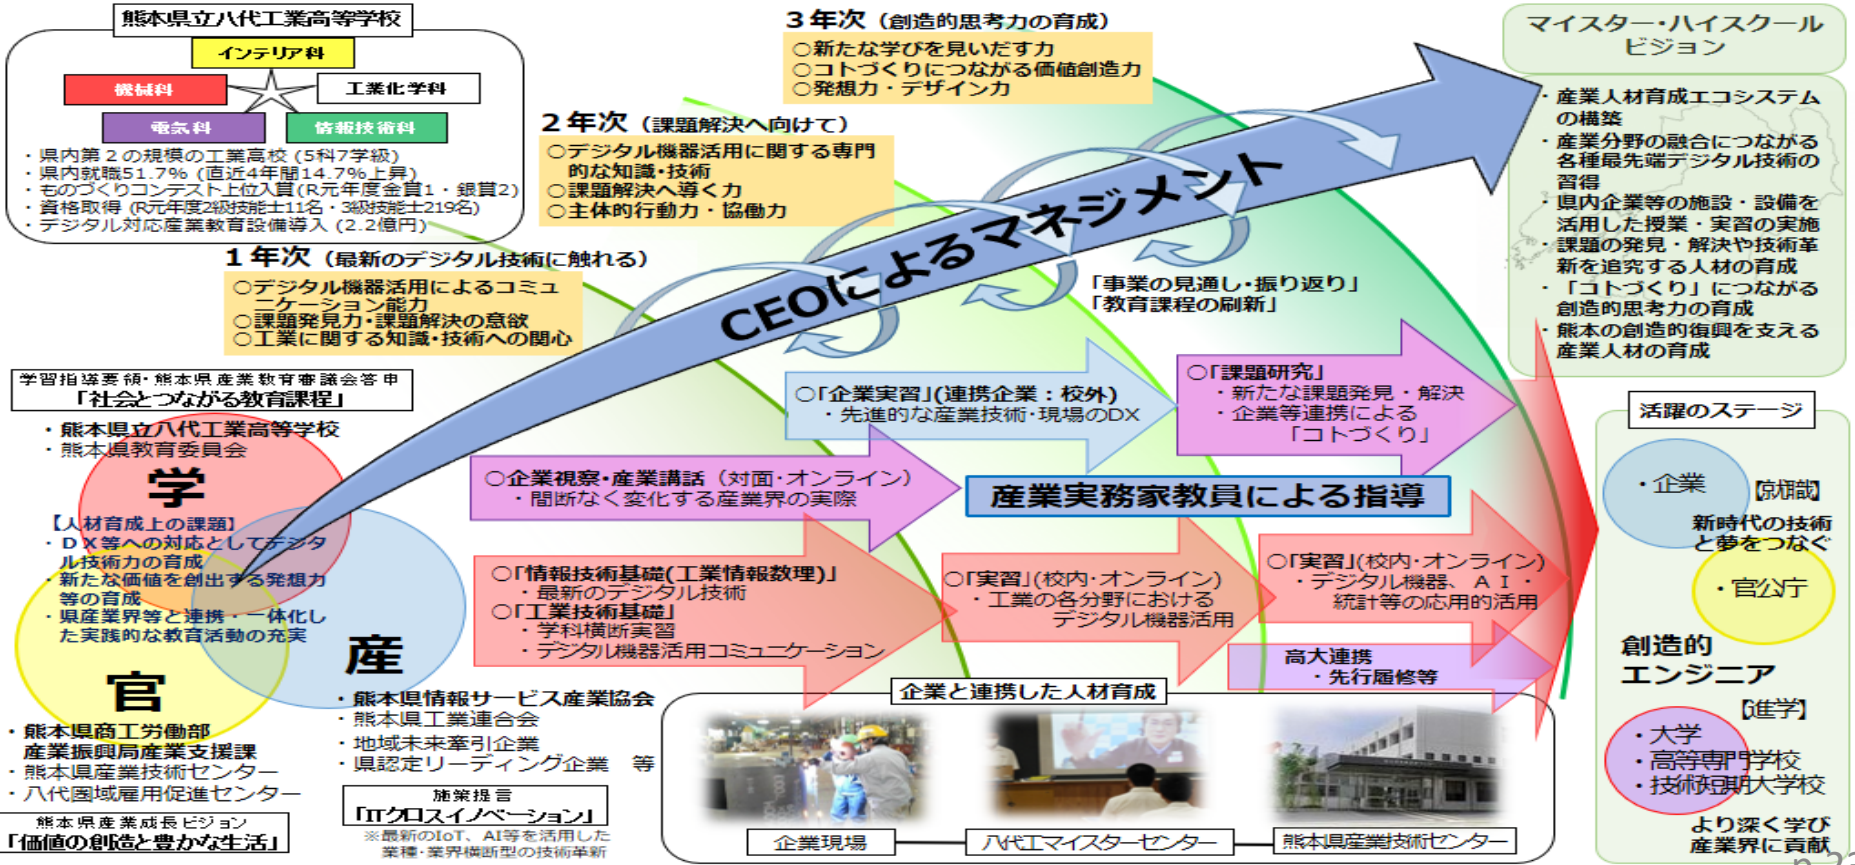 熊本県立八代工業高等学校
インテリア科
機械科
工業化学科
電気科
情報技術科
・県内第２の規模の工業高校 (5科7学級)
・県内就職51.7% (直近4年間14.7%上昇)
・ものづくりコンテスト上位入賞(R元年度金賞1・銀賞2)
・資格取得 (R元年度2級技能士11名・3級技能士219名)
・デジタル対応産業教育設備導入 (2.2億円)
３年次（創造的思考力の育成）
○新たな学びを見いだす力
○コトづくりにつながる価値創造力
○発想力・デザイン力
２年次（課題解決へ向けて）
○デジタル機器活用に関する専門
的な知識・技術
○課題解決へ導く力
○主体的行動力・協働力
１年次（最新のデジタル技術に触れる）
○デジタル機器活用によるコミュ
ニケーション能力
○課題発見力・課題解決の意欲
○工業に関する知識・技術への関心
CEOによるマネジメント
「事業の見通し・振り返り」
「教育課程の刷新」
マイスター・ハイスクール
ビジョン
・産業人材育成エコシステム
の構築
・産業分野の融合につながる
各種最先端デジタル技術の
習得
・県内企業等の施設・設備を
活用した授業・実習の実施
・課題の発見・解決や技術革
新を追究する人材の育成
・「コトづくり」につながる
創造的思考力の育成
・熊本の創造的復興を支える
産業人材の育成
学習指導要領・熊本県産業教育審議会答申
「社会とつながる教育課程」
・熊本県立八代工業高等学校
・熊本県教育委員会
学
【人材育成上の課題】
・ＤＸ等への対応としてデジタ
ル技術力の育成
・新たな価値を創出する発想力
等の育成
・県産業界等と連携・一体化し
た実践的な教育活動の充実
官
産
・熊本県商工労働部
産業振興局産業支援課
・熊本県産業技術センター
・八代圏域雇用促進センター
熊本県産業成長ビジョン
「価値の創造と豊かな生活」
・熊本県情報サービス産業協会
・熊本県工業連合会
・地域未来牽引企業
・県認定リーディング企業　等
施策提言
「ITクロスイノベーション」
※最新のIoT、AI等を活用した
業種・業界横断型の技術革新
○「企業実習」(連携企業：校外)
・先進的な産業技術・現場のDX
○「課題研究」
・新たな課題発見・解決
・企業等連携による
「コトづくり」
○企業視察・産業講話（対面・オンライン）
・間断なく変化する産業界の実際
産業実務家教員による指導
○「情報技術基礎(工業情報数理)」
・最新のデジタル技術
○「工業技術基礎」
・学科横断実習
・デジタル機器活用コミュニケーション
○「実習」(校内・オンライン)
・工業の各分野における
デジタル機器活用
○「実習」(校内・オンライン)
・デジタル機器、ＡＩ・
統計等の応用的活用
高大連携
・先行履修等
企業と連携した人材育成
企業現場
八代工マイスターセンター
熊本県産業技術センター
活躍のステージ
・企業
【就職】
新時代の技術
と夢をつなぐ
・官公庁
創造的
エンジニア
【進学】
・大学
・高等専門学校
・技術短期大学校
より深く学び
産業界に貢献